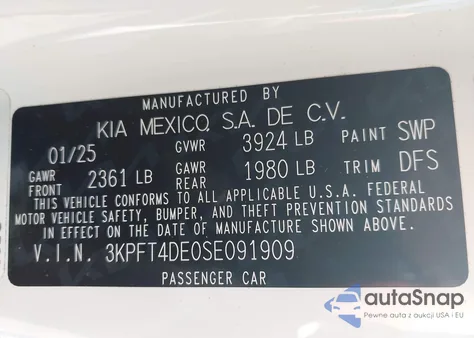 MANUFACTURED BY
KIA MEXICO, S.A. DE C.V.
01/25 GVWR 3924 LB PAINT SWP
GAWR FRONT 2361 LB GAWR REAR 1980 LB TRIM DFS
THIS VEHICLE CONFORMS TO ALL APPLICABLE U.S.A. FEDERAL
MOTOR VEHICLE SAFETY, BUMPER, AND THEFT PREVENTION STANDARDS
IN EFFECT ON THE DATE OF MANUFACTURE SHOWN ABOVE.
V.I.N. 3KPFT4DE0SE091909
PASSENGER CAR
autoSnap
Pewne auta z aukcji USA i EU